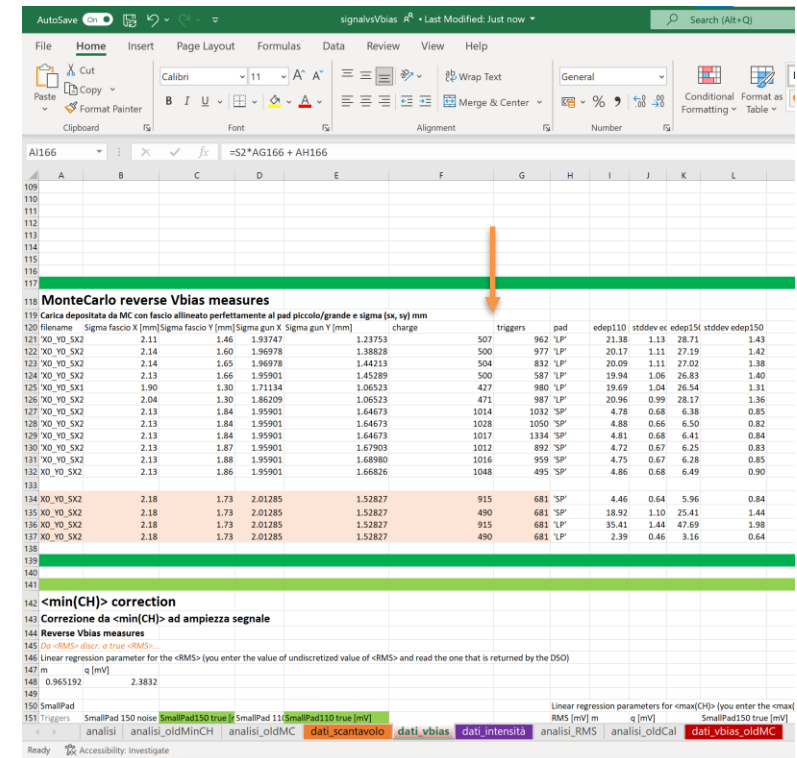 AutoSave On signalvsVbias • Last Modified: Just now Search (Alt+Q)
File Home Insert Page Layout Formulas Data Review View Help
Paste Cut Copy Format Painter Calibri 11 Wrap Text Merge & Center General Conditional Formatting Format as Table
Clipboard Font Alignment Number
AI166 fx =S2*AG166 + AH166
A B C D E F G H I J K L
109
110
111
112
113
114
115
116
117
118 MonteCarlo reverse Vbias measures
119 Carica depositata da MC con fascio allineato perfettamente al pad piccolo/grande e sigma (sx, sy) mm
120 filename Sigma fascio X [mm] Sigma fascio Y [mm] Sigma gun X Sigma gun Y [mm] charge triggers pad edep110 stddev ec edep15( stddev edep150
121 'X0_Y0_SX2 2.11 1.46 1.93747 1.23753 507 962 'LP' 21.38 1.13 28.71 1.43
122 'X0_Y0_SX2 2.14 1.60 1.96978 1.38828 500 977 'LP' 20.17 1.11 27.19 1.42
123 'X0_Y0_SX2 2.14 1.65 1.96978 1.44213 504 832 'LP' 20.09 1.11 27.02 1.38
124 'X0_Y0_SX2 2.13 1.66 1.95901 1.45289 500 587 'LP' 19.94 1.06 26.83 1.40
125 'X0_Y0_SX1 1.90 1.30 1.71134 1.06523 427 980 'LP' 19.69 1.04 26.54 1.31
126 'X0_Y0_SX2 2.04 1.30 1.86209 1.06523 471 987 'LP' 20.96 0.99 28.17 1.36
127 'X0_Y0_SX2 2.13 1.84 1.95901 1.64673 1014 1032 'SP' 4.78 0.68 6.38 0.85
128 'X0_Y0_SX2 2.13 1.84 1.95901 1.64673 1028 1050 'SP' 4.88 0.66 6.50 0.82
129 'X0_Y0_SX2 2.13 1.84 1.95901 1.64673 1017 1334 'SP' 4.81 0.68 6.41 0.84
130 'X0_Y0_SX2 2.13 1.87 1.95901 1.67903 1012 892 'SP' 4.72 0.67 6.25 0.83
131 'X0_Y0_SX2 2.13 1.88 1.95901 1.68980 1016 959 'SP' 4.75 0.67 6.28 0.85
132 X0_Y0_SX2 2.13 1.86 1.95901 1.66826 1048 495 'SP' 4.86 0.68 6.49 0.90
133
134 X0_Y0_SX2 2.18 1.73 2.01285 1.52827 915 681 'SP' 4.46 0.64 5.96 0.84
135 X0_Y0_SX2 2.18 1.73 2.01285 1.52827 490 681 'SP' 18.92 1.10 25.41 1.44
136 X0_Y0_SX2 2.18 1.73 2.01285 1.52827 915 681 'LP' 35.41 1.44 47.69 1.98
137 X0_Y0_SX2 2.18 1.73 2.01285 1.52827 490 681 'LP' 2.39 0.46 3.16 0.64
138
139
140
141
142 <min(CH)> correction
143 Correzione da <min(CH)> ad ampiezza segnale
144 Reverse Vbias measures
145 Da <RMS> discr. a true <RMS>...
146 Linear regression parameter for the <RMS> (you enter the value of undiscretized value of <RMS> and read the one that is returned by the DSO)
147 m q [mV]
148 0.965192 2.3832
149
150 SmallPad Linear regression parameters for <max(CH)> (you enter the <max(
151 Triggers SmallPad 150 noise SmallPad150 true [r SmallPad 110 SmallPad110 true [mV] RMS [mV] m q [mV] SmallPad150 true [mV]
analisi analisi_oldMinCH analisi_oldMC dati_scantavolo dati_vbias dati_intensità analisi_RMS analisi_oldCal dati_vbias_oldMC
Ready Accessibility: Investigate